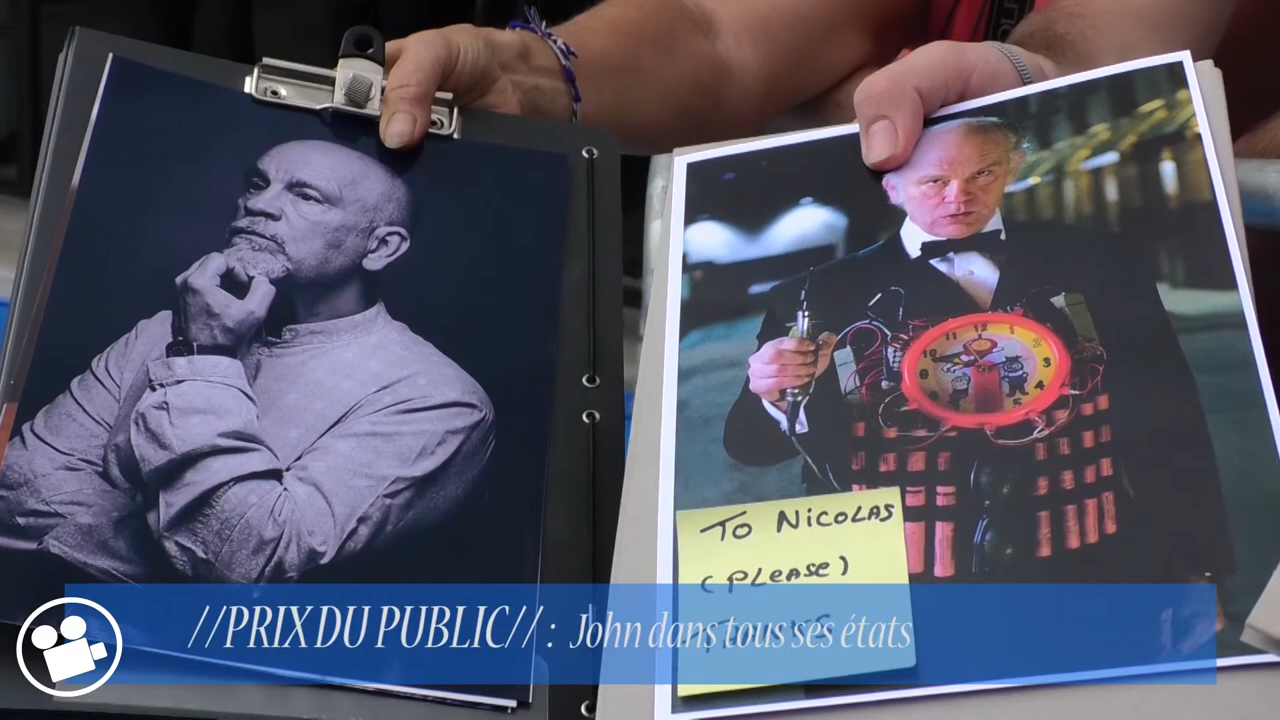 TO NICOLAS
(PLEASE)
//PRIX DU PUBLIC// : John dans tous ses états